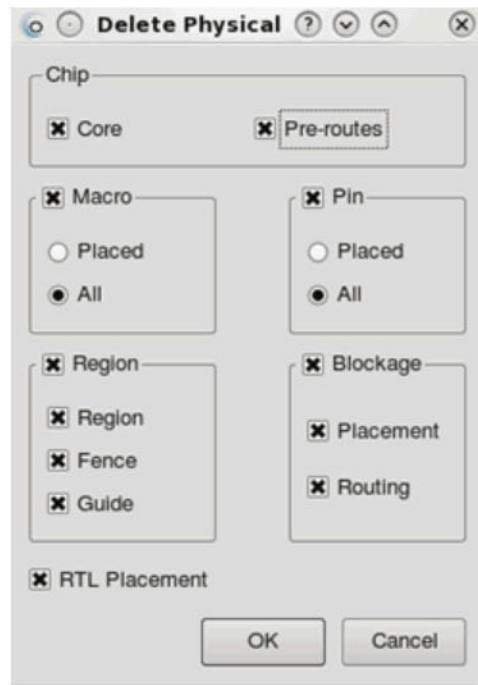 Delete Physical
Chip
Core
Pre-routes
Macro
Placed
All
Pin
Placed
All
Region
Region
Fence
Guide
Blockage
Placement
Routing
RTL Placement
OK
Cancel